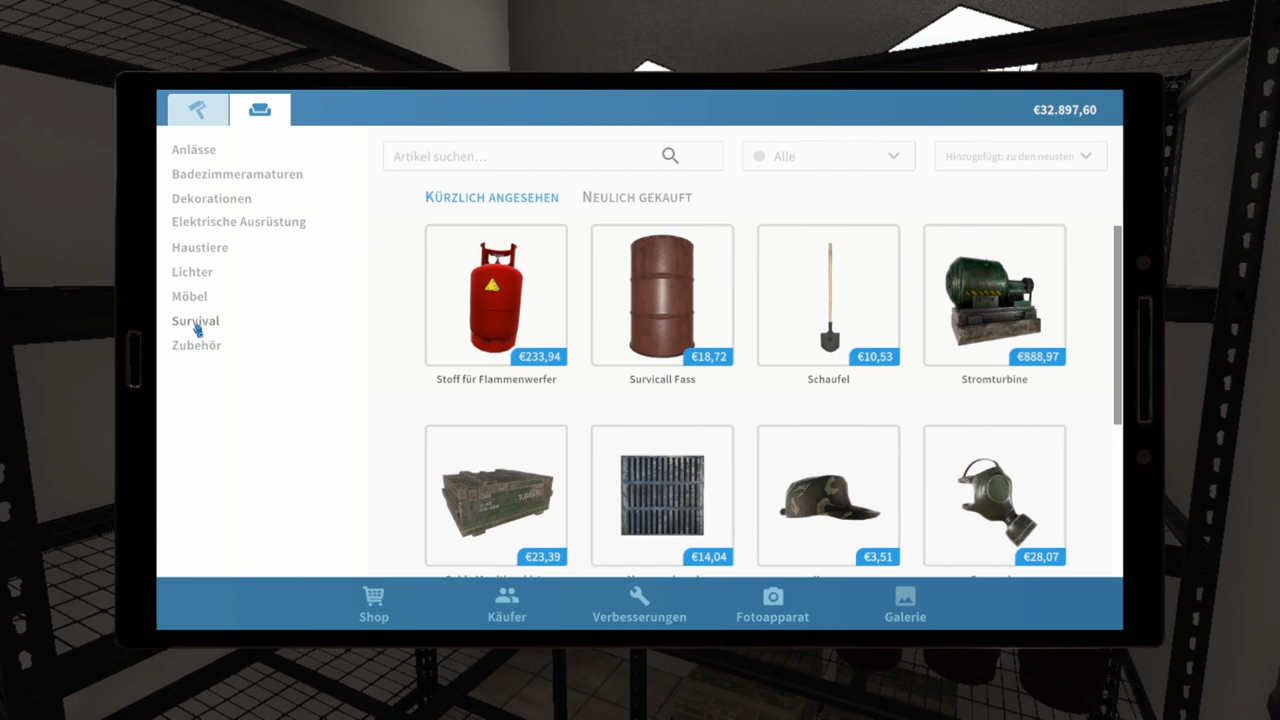 €32.897,60
Anlässe
Badezimmeramaturen
Dekorationen
Elektrische Ausrüstung
Haustiere
Lichter
Möbel
Survival
Zubehör
Artikel suchen...
Alle
Hinzugefügt: zu den neusten
KÜRZLICH ANGESEHEN
NEULICH GEKAUFT
€233,94
€18,72
€10,53
€888,97
Stoff für Flammenwerfer
Survicall Fass
Schaufel
Stromturbine
€23,39
€14,04
€3,51
€28,07
Shop
Käufer
Verbesserungen
Fotoapparat
Galerie